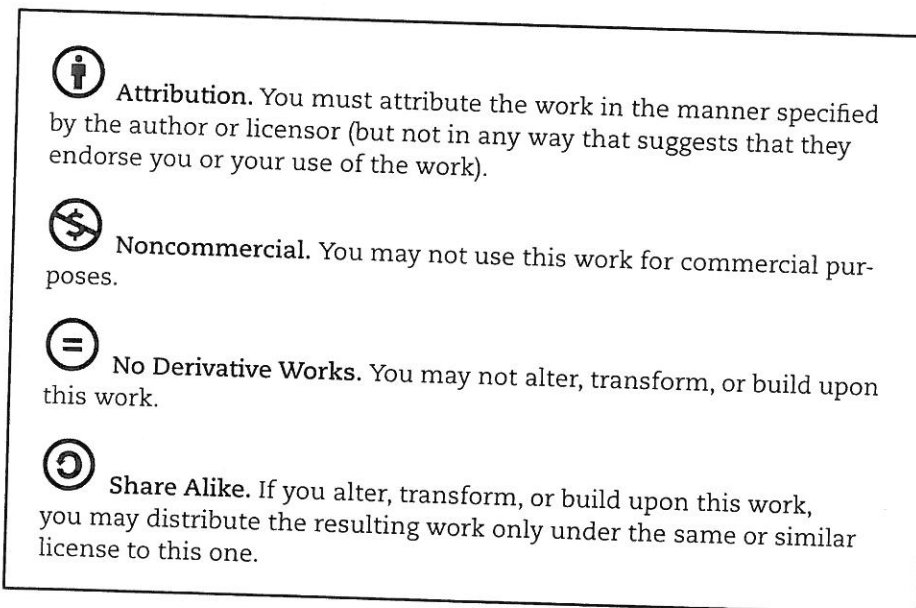 Attribution. You must attribute the work in the manner specified
by the author or licensor (but not in any way that suggests that they
endorse you or your use of the work).
$ Noncommercial. You may not use this work for commercial pur-
poses.
= No Derivative Works. You may not alter, transform, or build upon
this work.
Share Alike. If you alter, transform, or build upon this work,
you may distribute the resulting work only under the same or similar
license to this one.